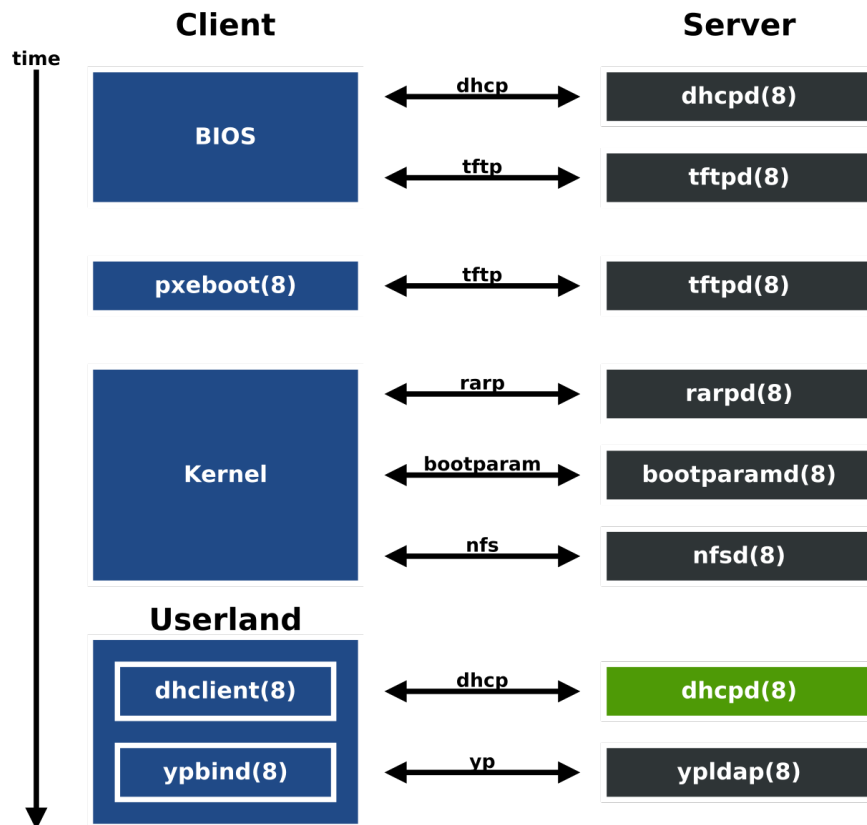 Client
Server
time
dhcp
dhcpd(8)
BIOS
tftp
tftpd(8)
pxeboot(8)
tftp
tftpd(8)
rarp
rarpd(8)
Kernel
bootparam
bootparamd(8)
nfs
nfsd(8)
Userland
dhclient(8)
dhcp
dhcpd(8)
ypbind(8)
yp
ypldap(8)